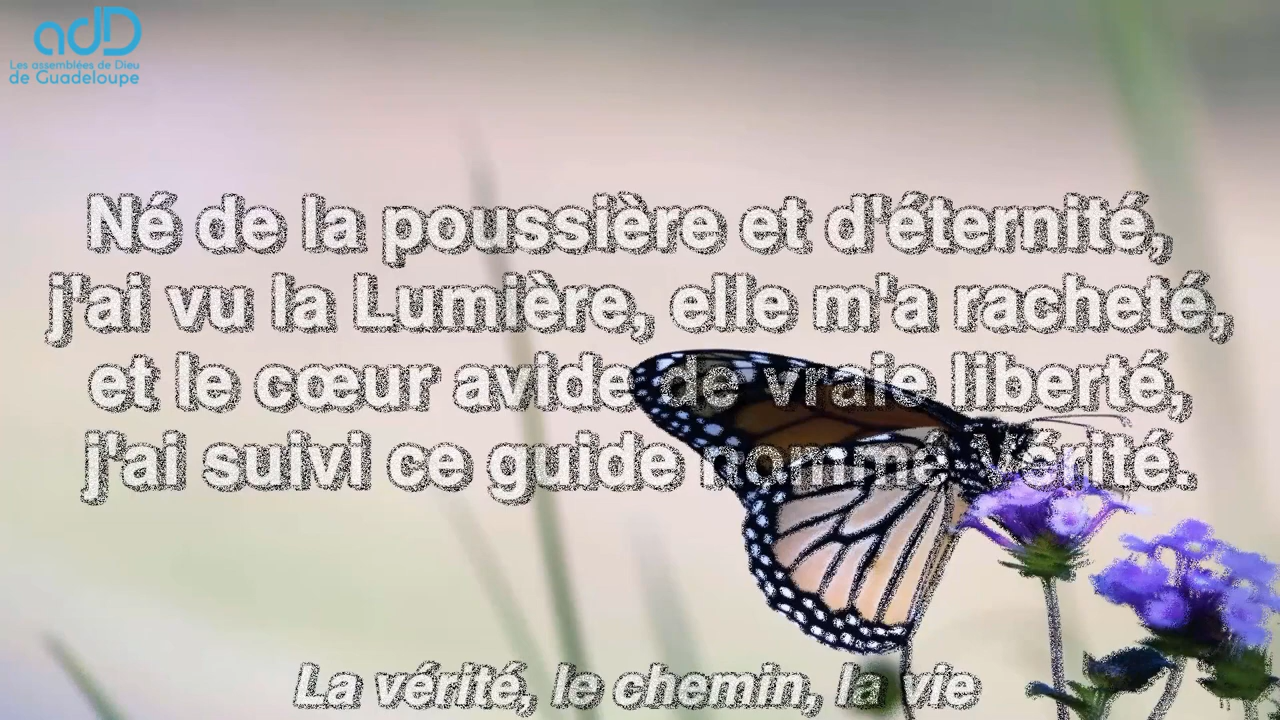 add
Les assemblées de Dieu
de Guadeloupe
Né de la poussière et d'éternité,
j'ai vu la Lumière, elle m'a racheté,
et le cœur avide de vraie liberté,
j'ai suivi ce guide nommé Vérité.
La vérité, le chemin, la vie